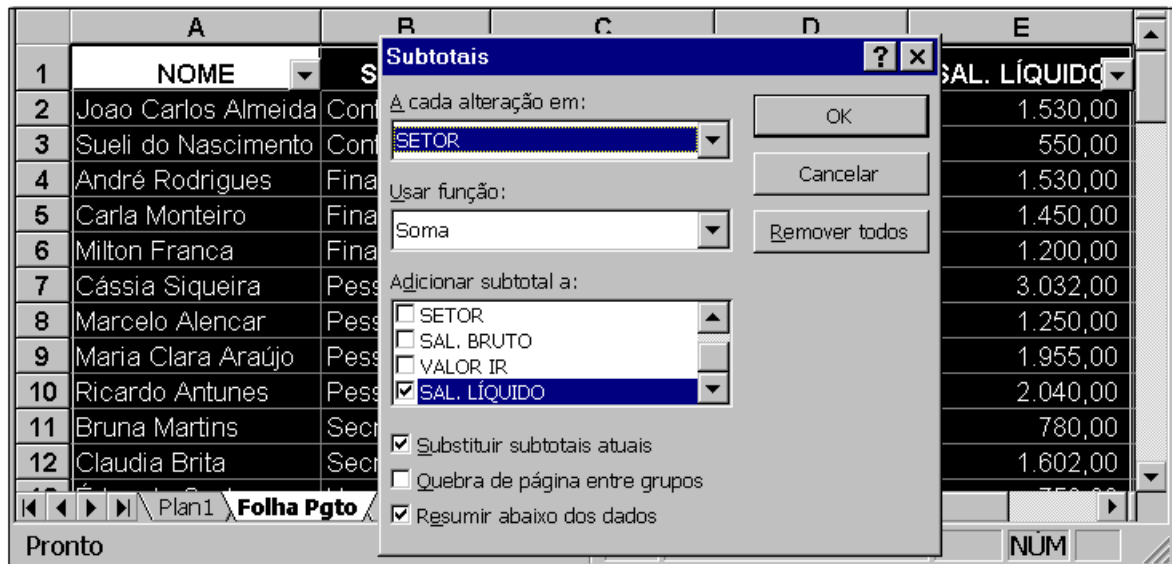 A B C D E
Subtotais ? ×
1 NOME S SAL. LÍQUIDO
A cada alteração em:
OK
2 Joao Carlos Almeida Cont 1.530,00
SETOR
3 Sueli do Nascimento Cont 550,00
Cancelar
4 André Rodrigues Fina 1.530,00
Usar função:
5 Carla Monteiro Fina 1.450,00
Soma
Remover todos
6 Milton Franca Fina 1.200,00
7 Cássia Siqueira Pess 3.032,00
Adicionar subtotal a:
8 Marcelo Alencar Pess 1.250,00
SETOR
SAL. BRUTO
9 Maria Clara Araújo Pess 1.955,00
VALOR IR
10 Ricardo Antunes Pess 2.040,00
SAL. LÍQUIDO
11 Bruna Martins Secr 780,00
Substituir subtotais atuais
12 Claudia Brita Secr 1.602,00
Quebra de página entre grupos
Plan1 Folha Pgto
Resumir abaixo dos dados
Pronto NÚM